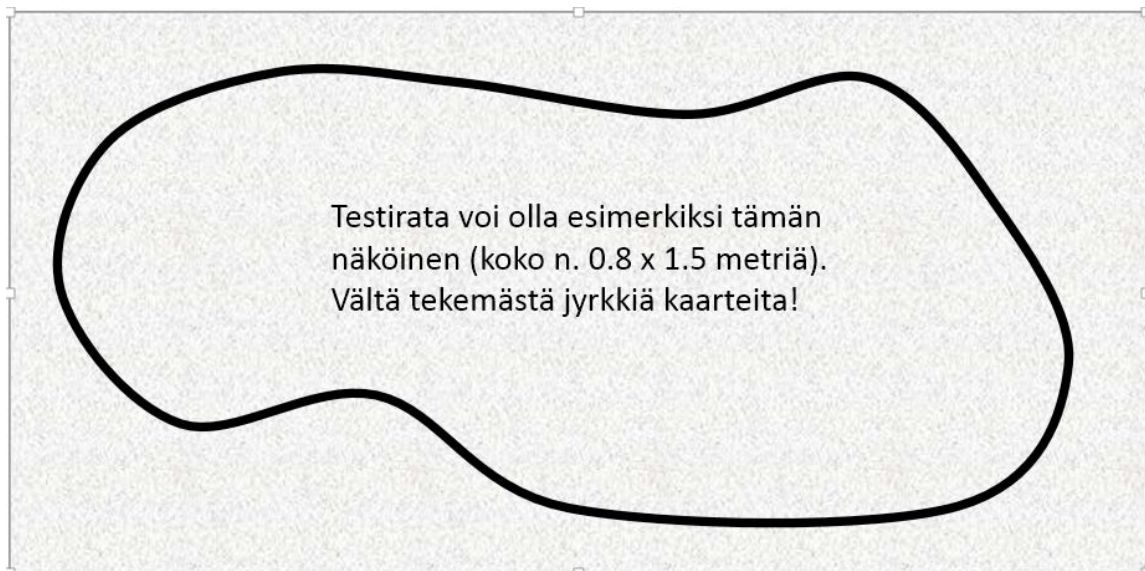 Testirata voi olla esimerkiksi tämän
näköinen (koko n. 0.8 x 1.5 metriä).
Vältä tekemästä jyrkkiä kaarteita!